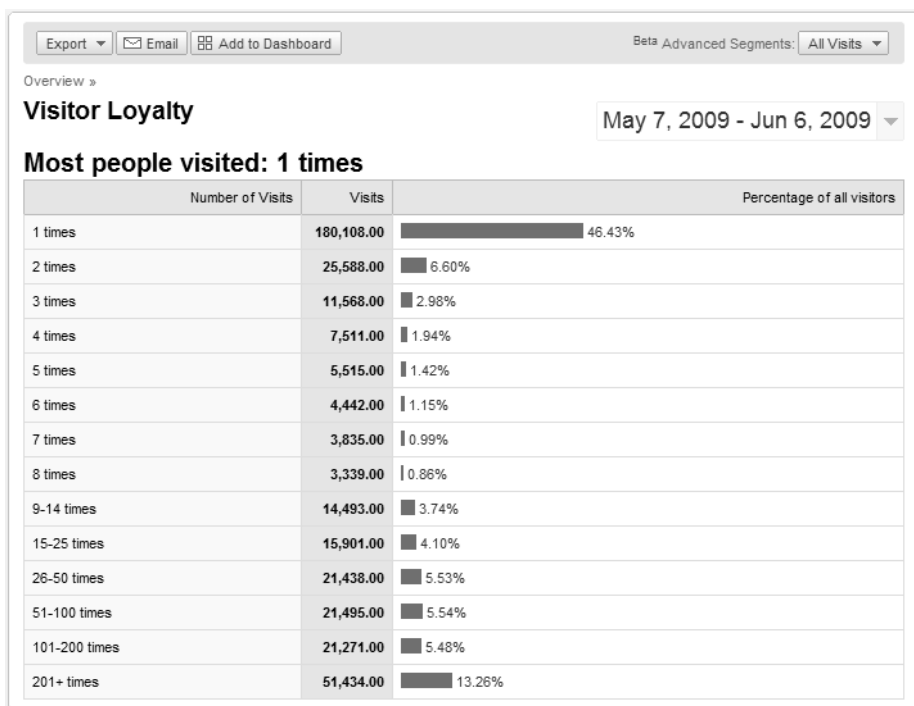 Export Email Add to Dashboard Beta Advanced Segments: All Visits
Overview »
Visitor Loyalty
May 7, 2009 - Jun 6, 2009
Most people visited: 1 times
Number of Visits Visits Percentage of all visitors
1 times 180,108.00 46.43%
2 times 25,588.00 6.60%
3 times 11,568.00 2.98%
4 times 7,511.00 1.94%
5 times 5,515.00 1.42%
6 times 4,442.00 1.15%
7 times 3,835.00 0.99%
8 times 3,339.00 0.86%
9-14 times 14,493.00 3.74%
15-25 times 15,901.00 4.10%
26-50 times 21,438.00 5.53%
51-100 times 21,495.00 5.54%
101-200 times 21,271.00 5.48%
201+ times 51,434.00 13.26%